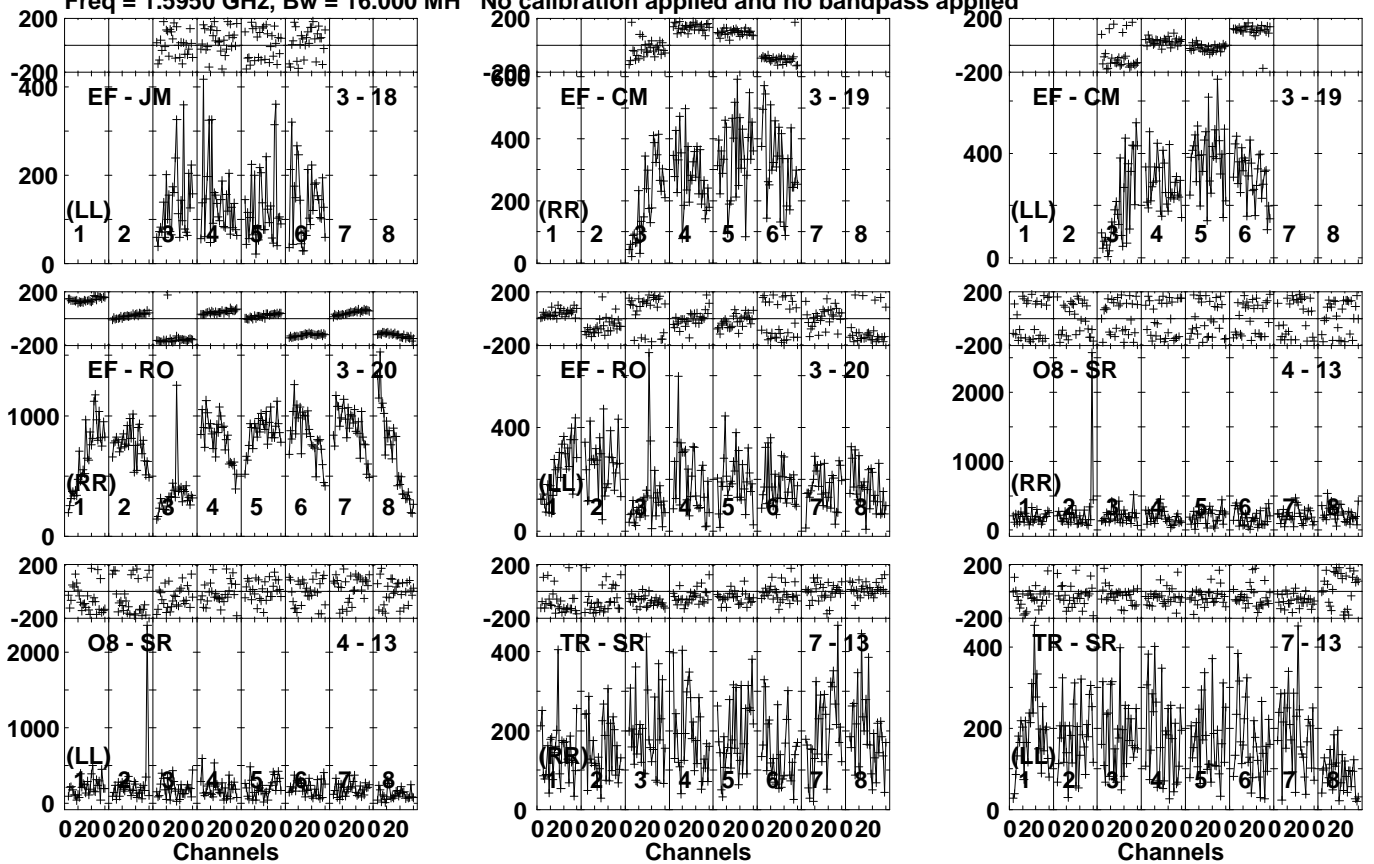 Freq = 1.5950 GHz, Bw = 16.000 MH No calibration applied and no bandpass applied
200
-200
400
200
0
EF - JM 3 - 18
(LL)
1 2 3 4 5 6 7 8
200
-200
600
400
200
0
EF - CM 3 - 19
(RR)
1 2 3 4 5 6 7 8
200
-200
400
0
EF - CM 3 - 19
(LL)
1 2 3 4 5 6 7 8
200
-200
1000
0
EF - RO 3 - 20
(RR)
1 2 3 4 5 6 7 8
200
-200
400
0
EF - RO 3 - 20
(LL)
1 2 3 4 5 6 7 8
200
-200
2000
1000
0
O8 - SR 4 - 13
(RR)
1 2 3 4 5 6 7 8
200
-200
2000
1000
0
O8 - SR 4 - 13
(LL)
1 2 3 4 5 6 7 8
0 20 0 20 0 20 0 20 0 20 0 20 0 20 0 20
Channels
200
-200
400
200
0
TR - SR 7 - 13
(RR)
1 2 3 4 5 6 7 8
0 20 0 20 0 20 0 20 0 20 0 20 0 20 0 20
Channels
200
-200
400
200
0
TR - SR 7 - 13
(LL)
1 2 3 4 5 6 7 8
0 20 0 20 0 20 0 20 0 20 0 20 0 20 0 20
Channels